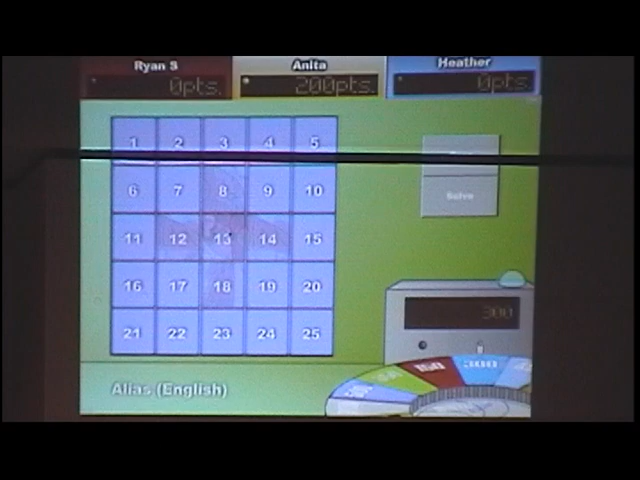 Ryan S
Anita
Heather
0pts.
200pts.
0pts.
1 2 3 4 5
6 7 8 9 10
11 12 13 14 15
16 17 18 19 20
21 22 23 24 25
Solve
300
150
Alias (English)